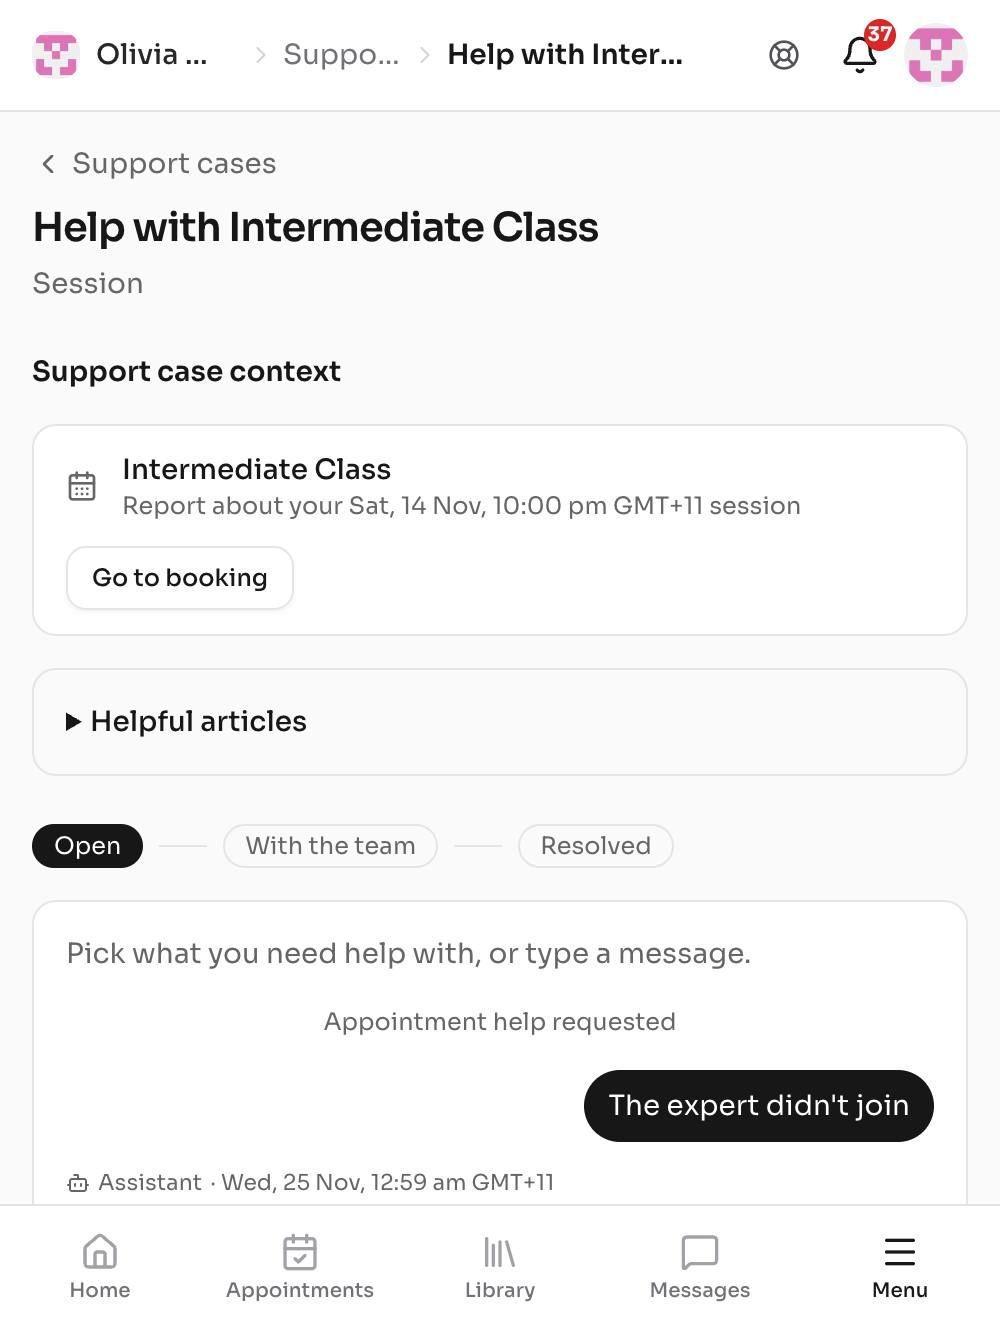 Olivia ...
Suppo...
Help with Inter...
37
Support cases
Help with Intermediate Class
Session
Support case context
Intermediate Class
Report about your Sat, 14 Nov, 10:00 pm GMT+11 session
Go to booking
Helpful articles
Open
With the team
Resolved
Pick what you need help with, or type a message.
Appointment help requested
The expert didn't join
Assistant · Wed, 25 Nov, 12:59 am GMT+11
Home
Appointments
Library
Messages
Menu